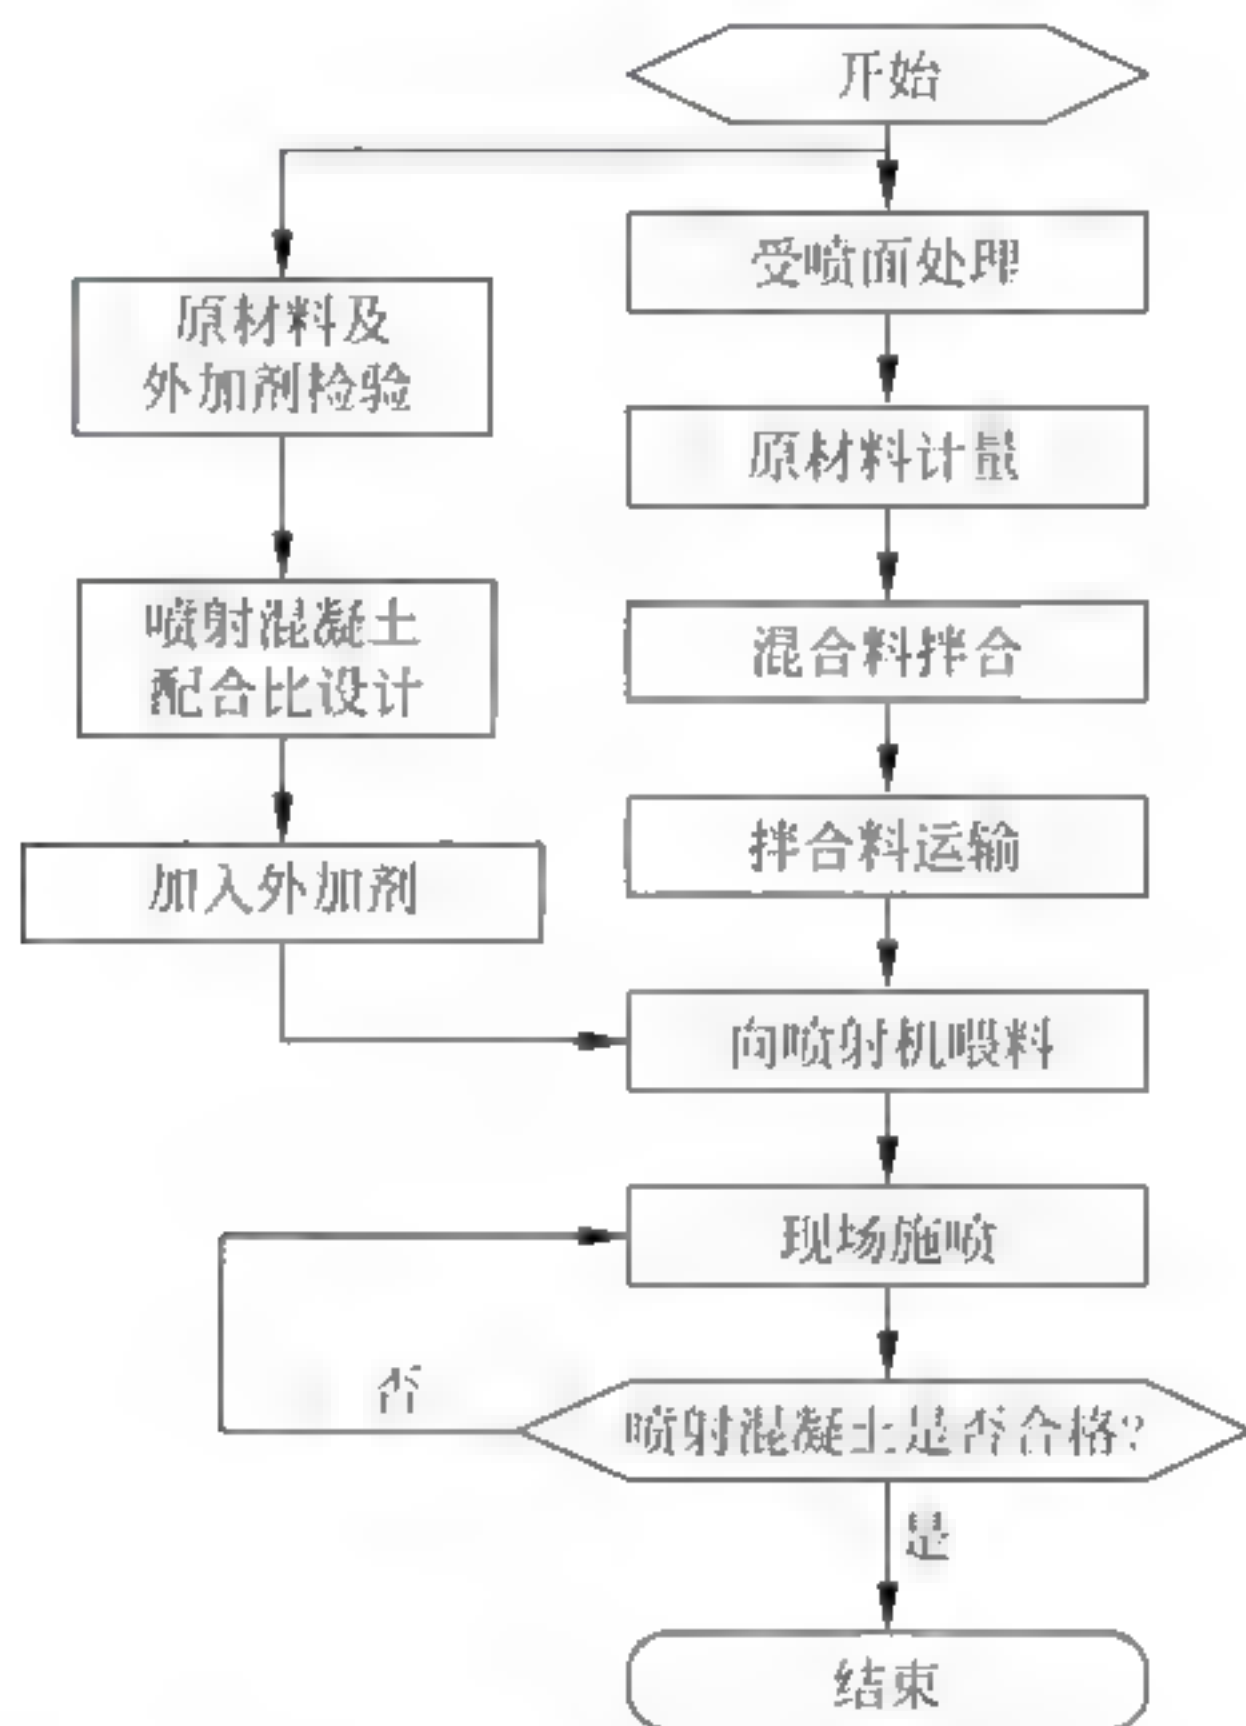 开始
受喷面处理
原材料及
外加剂检验
原材料计量
喷射混凝土
配合比设计
混合料拌合
拌合料运输
加入外加剂
向喷射机喂料
现场施喷
否
喷射混凝土是否合格?
是
结束